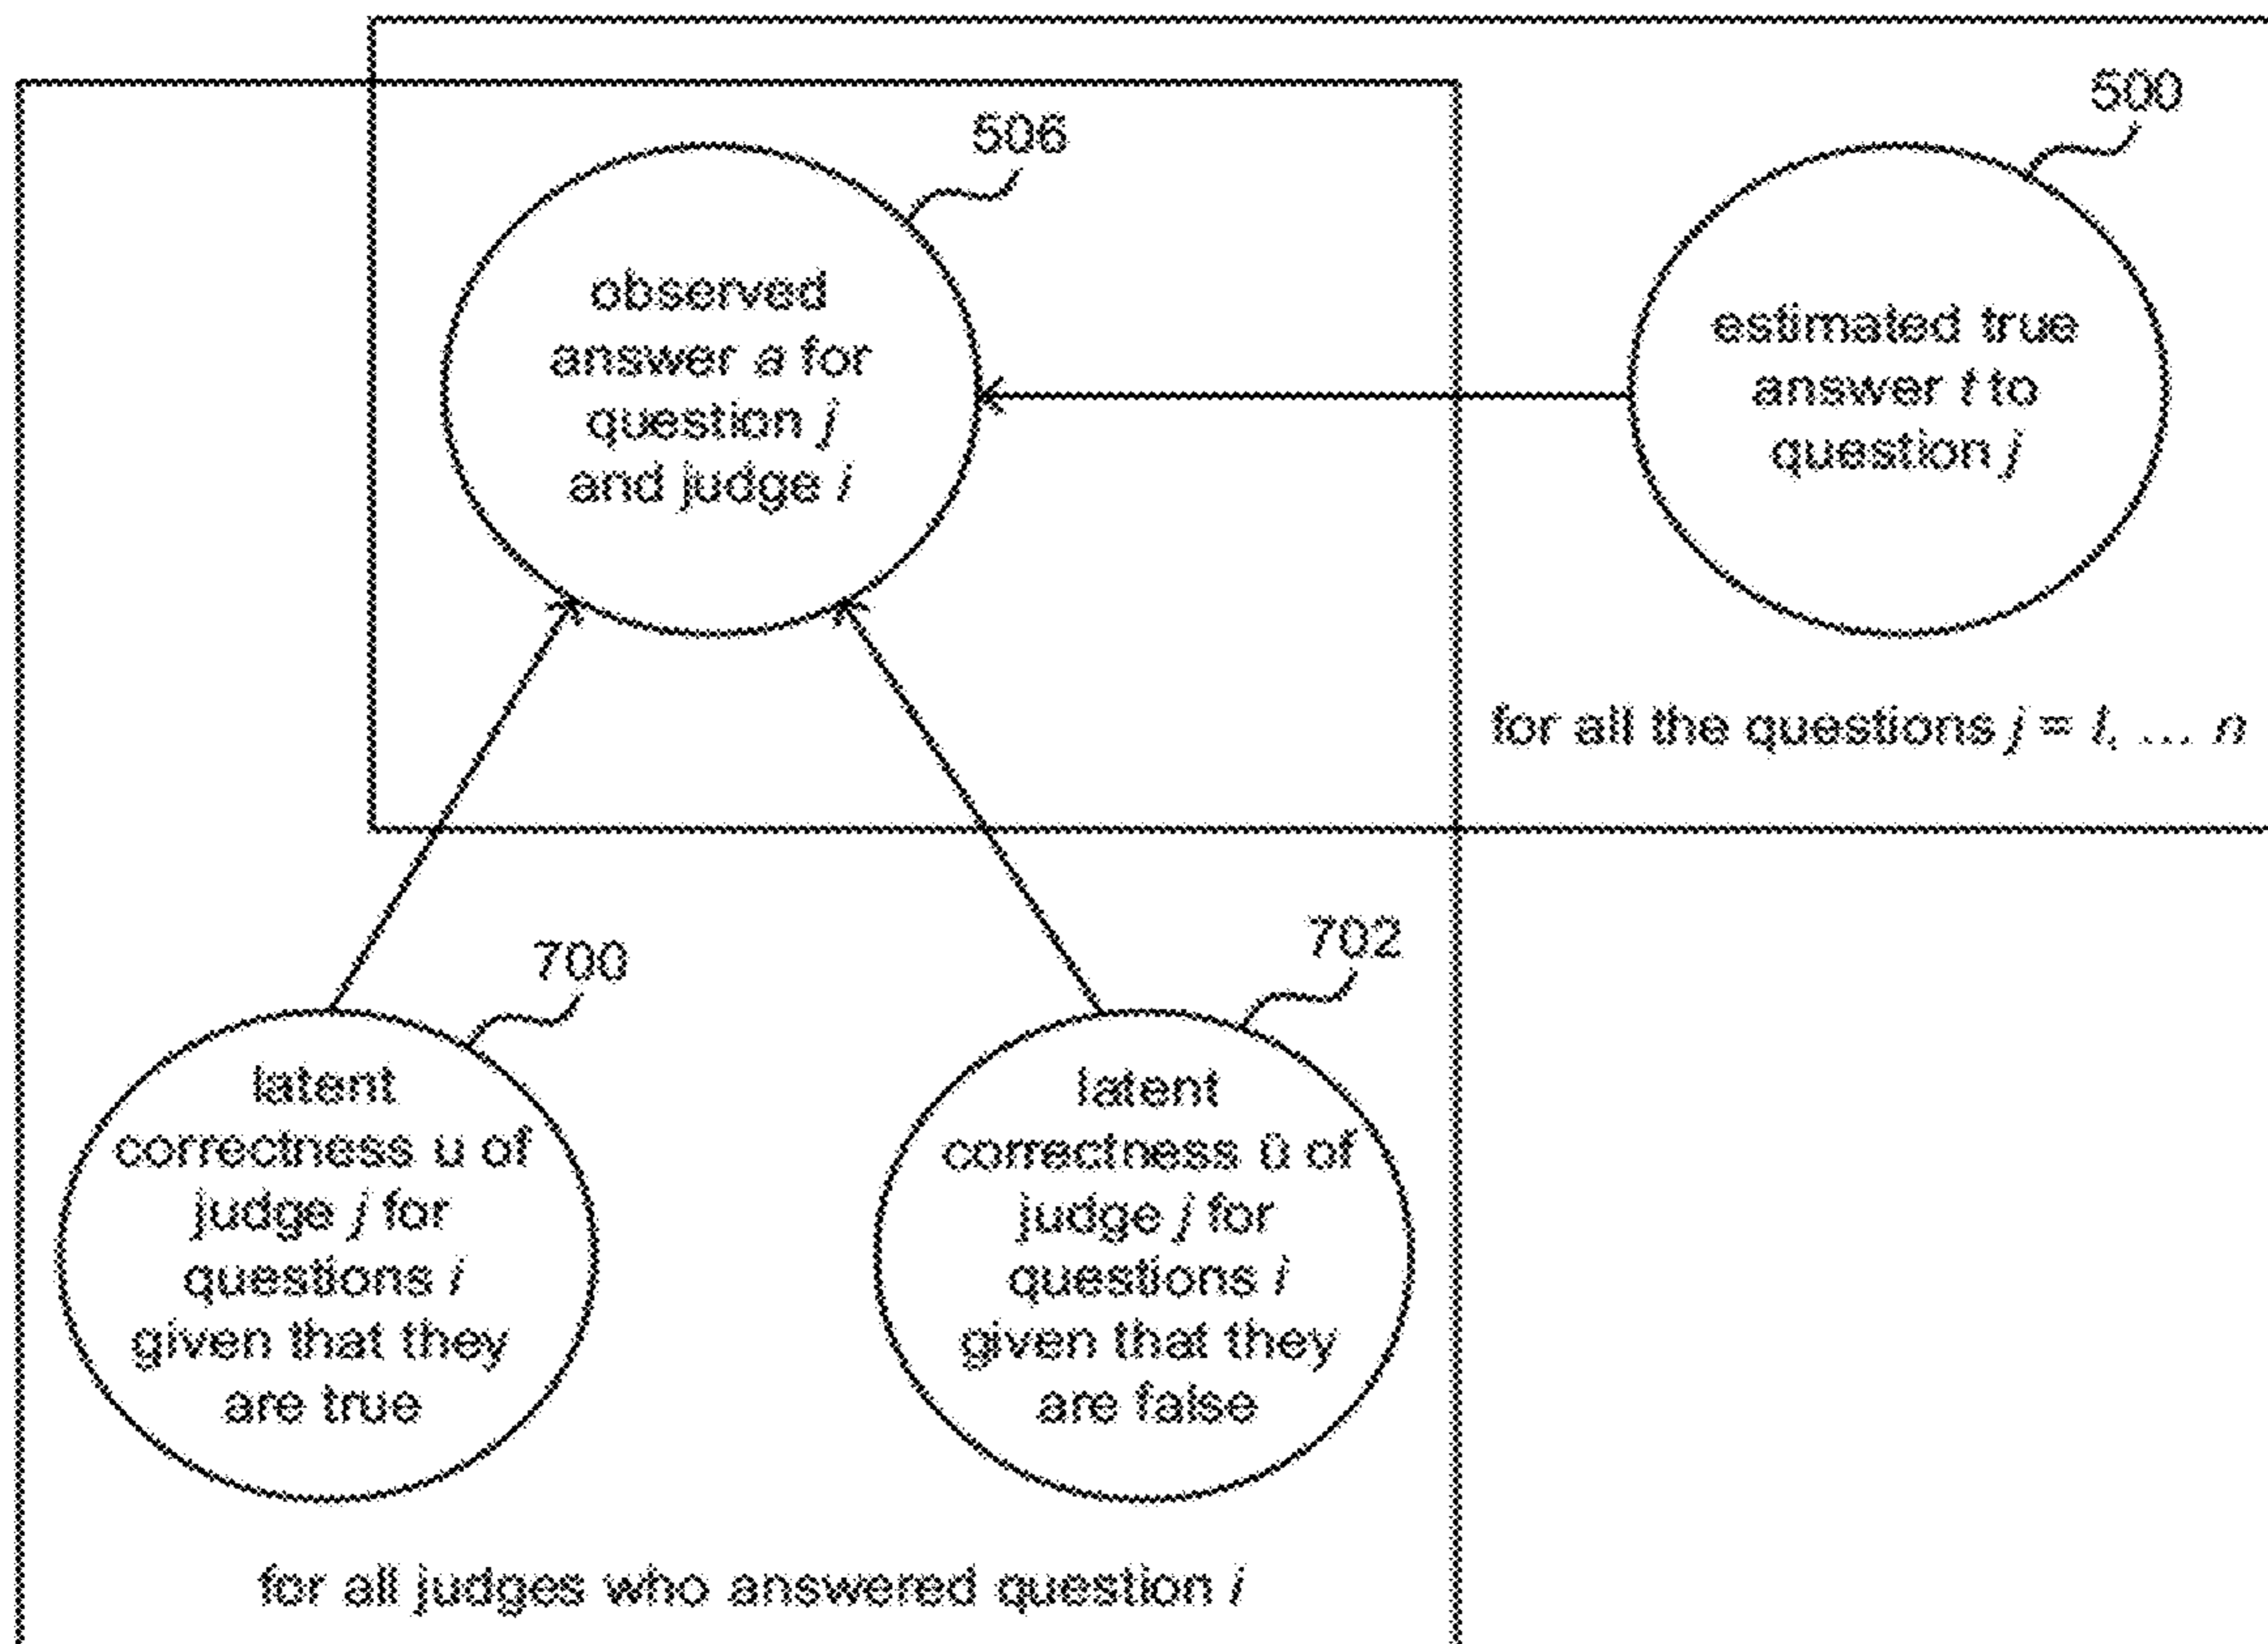 500
506
observed
answer a for
question j
and judge i
estimated true
answer t to
question j
for all the questions j = l, ... n
700
702
latent
correctness u of
judge j for
questions i
given that they
are true
latent
correctness ū of
judge j for
questions i
given that they
are false
for all judges who answered question i